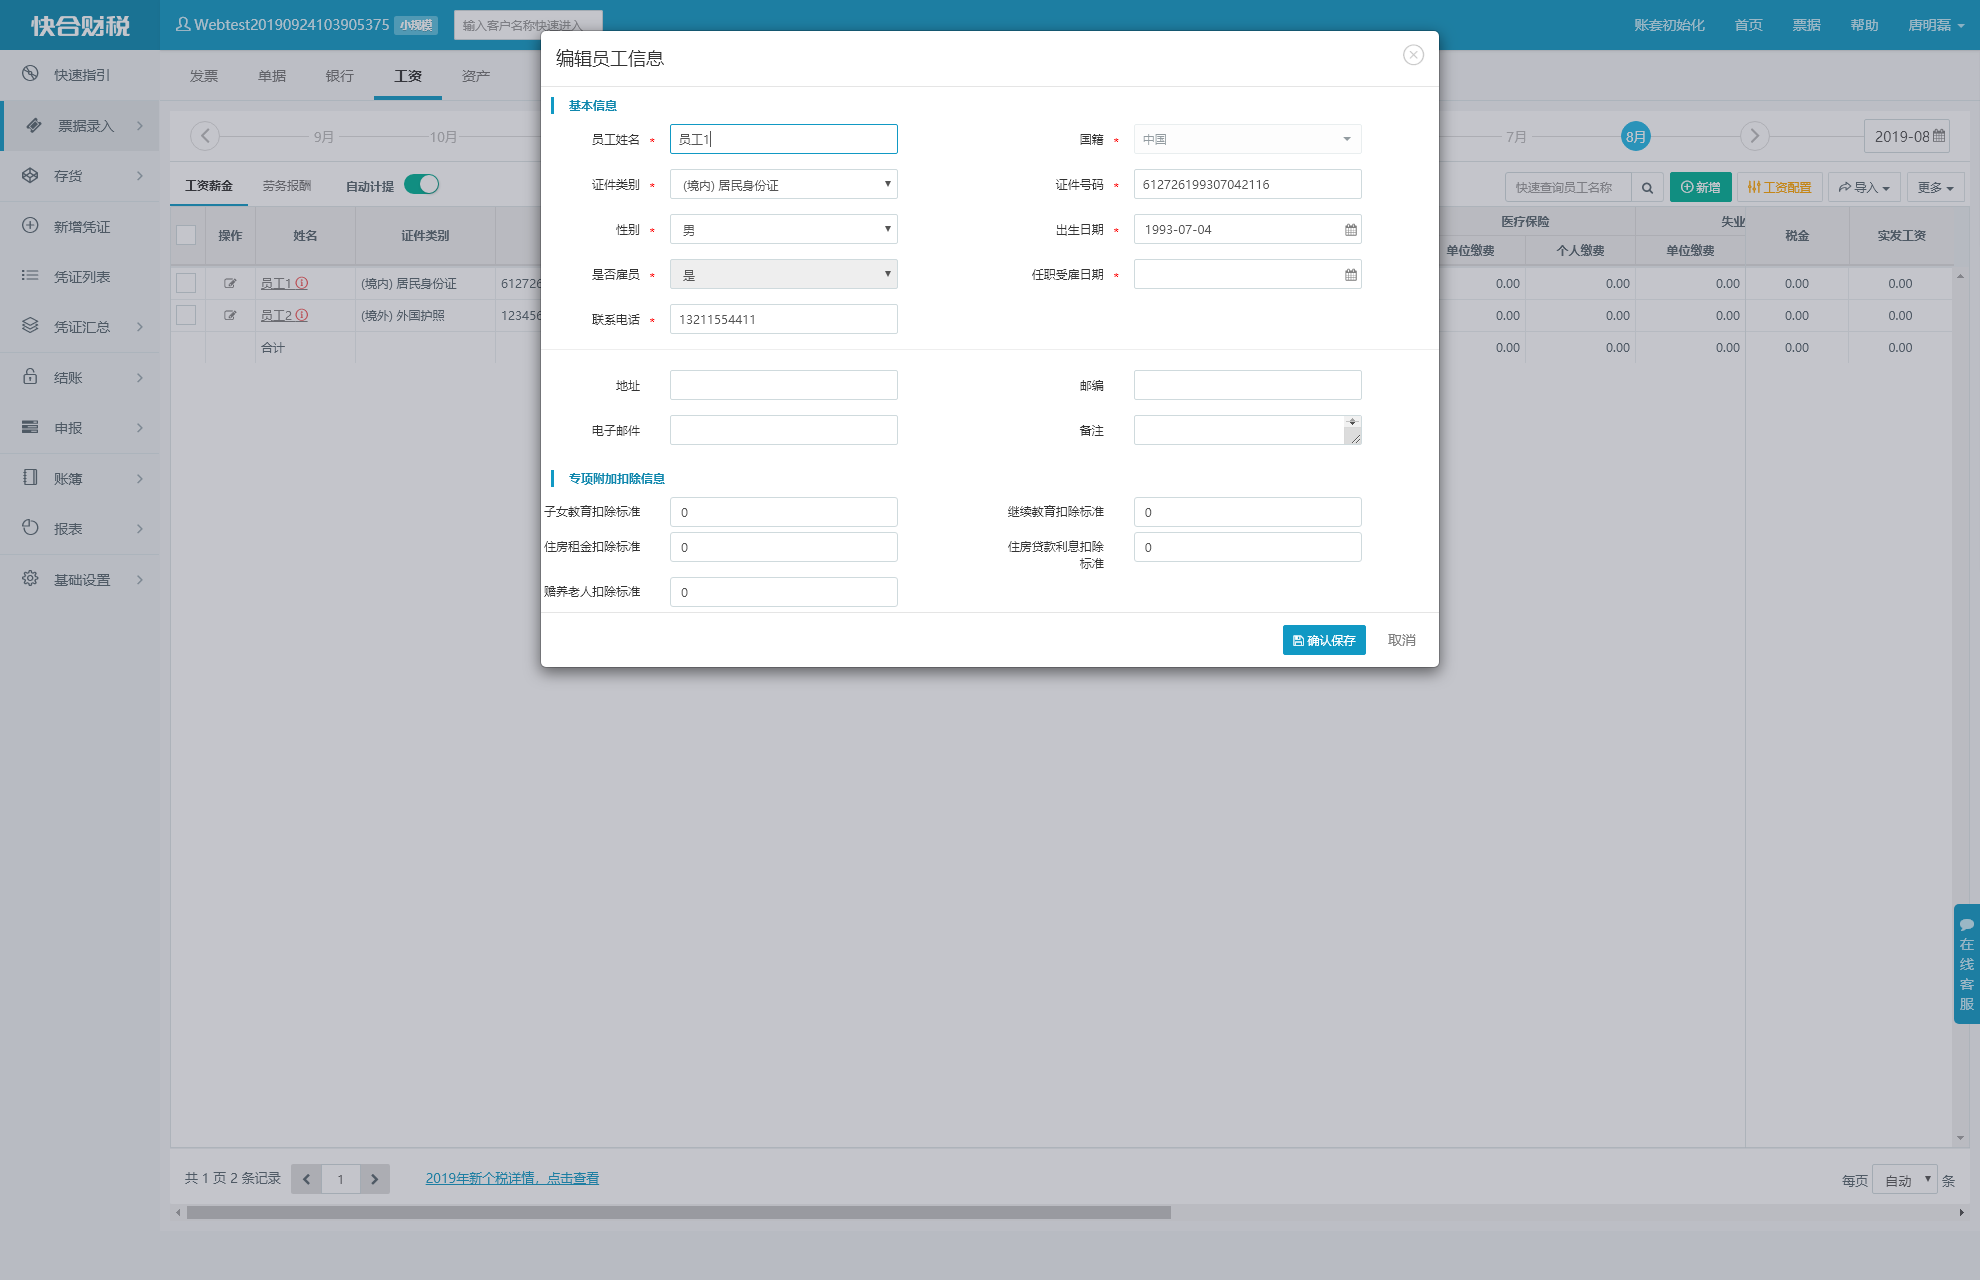 快合财税
Webtest20190924103905375 小规模
输入客户名称快速进入
账套初始化 首页 票据 帮助 唐明磊
快速指引
票据录入
存货
新增凭证
凭证列表
凭证汇总
结账
申报
账簿
报表
基础设置
发票 单据 银行 工资 资产
9月 10月 7月 8月 2019-08
工资薪金 劳务报酬 自动计提
快速查询员工名称 新增 工资配置 导入 更多
操作 姓名 证件类别 医疗保险 失业 税金 实发工资
单位缴费 个人缴费 单位缴费
员工1 (境内) 居民身份证 612726 0.00 0.00 0.00 0.00 0.00
员工2 (境外) 外国护照 123456 0.00 0.00 0.00 0.00 0.00
合计 0.00 0.00 0.00 0.00 0.00
编辑员工信息
基本信息
员工姓名 * 员工1 国籍 * 中国
证件类别 * (境内) 居民身份证 证件号码 * 612726199307042116
性别 * 男 出生日期 * 1993-07-04
是否雇员 * 是 任职受雇日期 *
联系电话 * 13211554411
地址 邮编
电子邮件 备注
专项附加扣除信息
子女教育扣除标准 0 继续教育扣除标准 0
住房租金扣除标准 0 住房贷款利息扣除
标准 0
赡养老人扣除标准 0
确认保存 取消
在
线
客
服
共 1 页 2 条记录 1 2019年新个税详情，点击查看 每页 自动 条